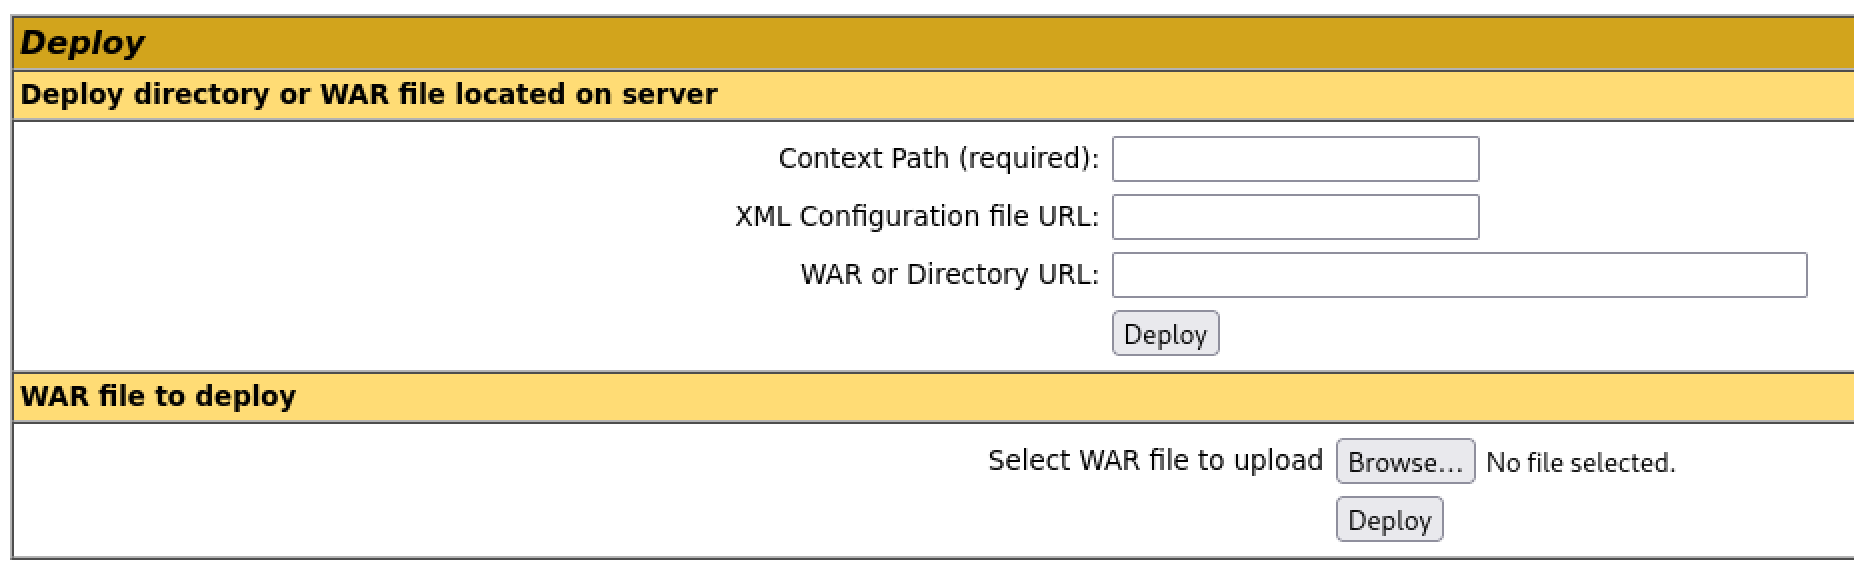 Deploy
Deploy directory or WAR file located on server
Context Path (required):
XML Configuration file URL:
WAR or Directory URL:
Deploy
WAR file to deploy
Select WAR file to upload Browse... No file selected.
Deploy